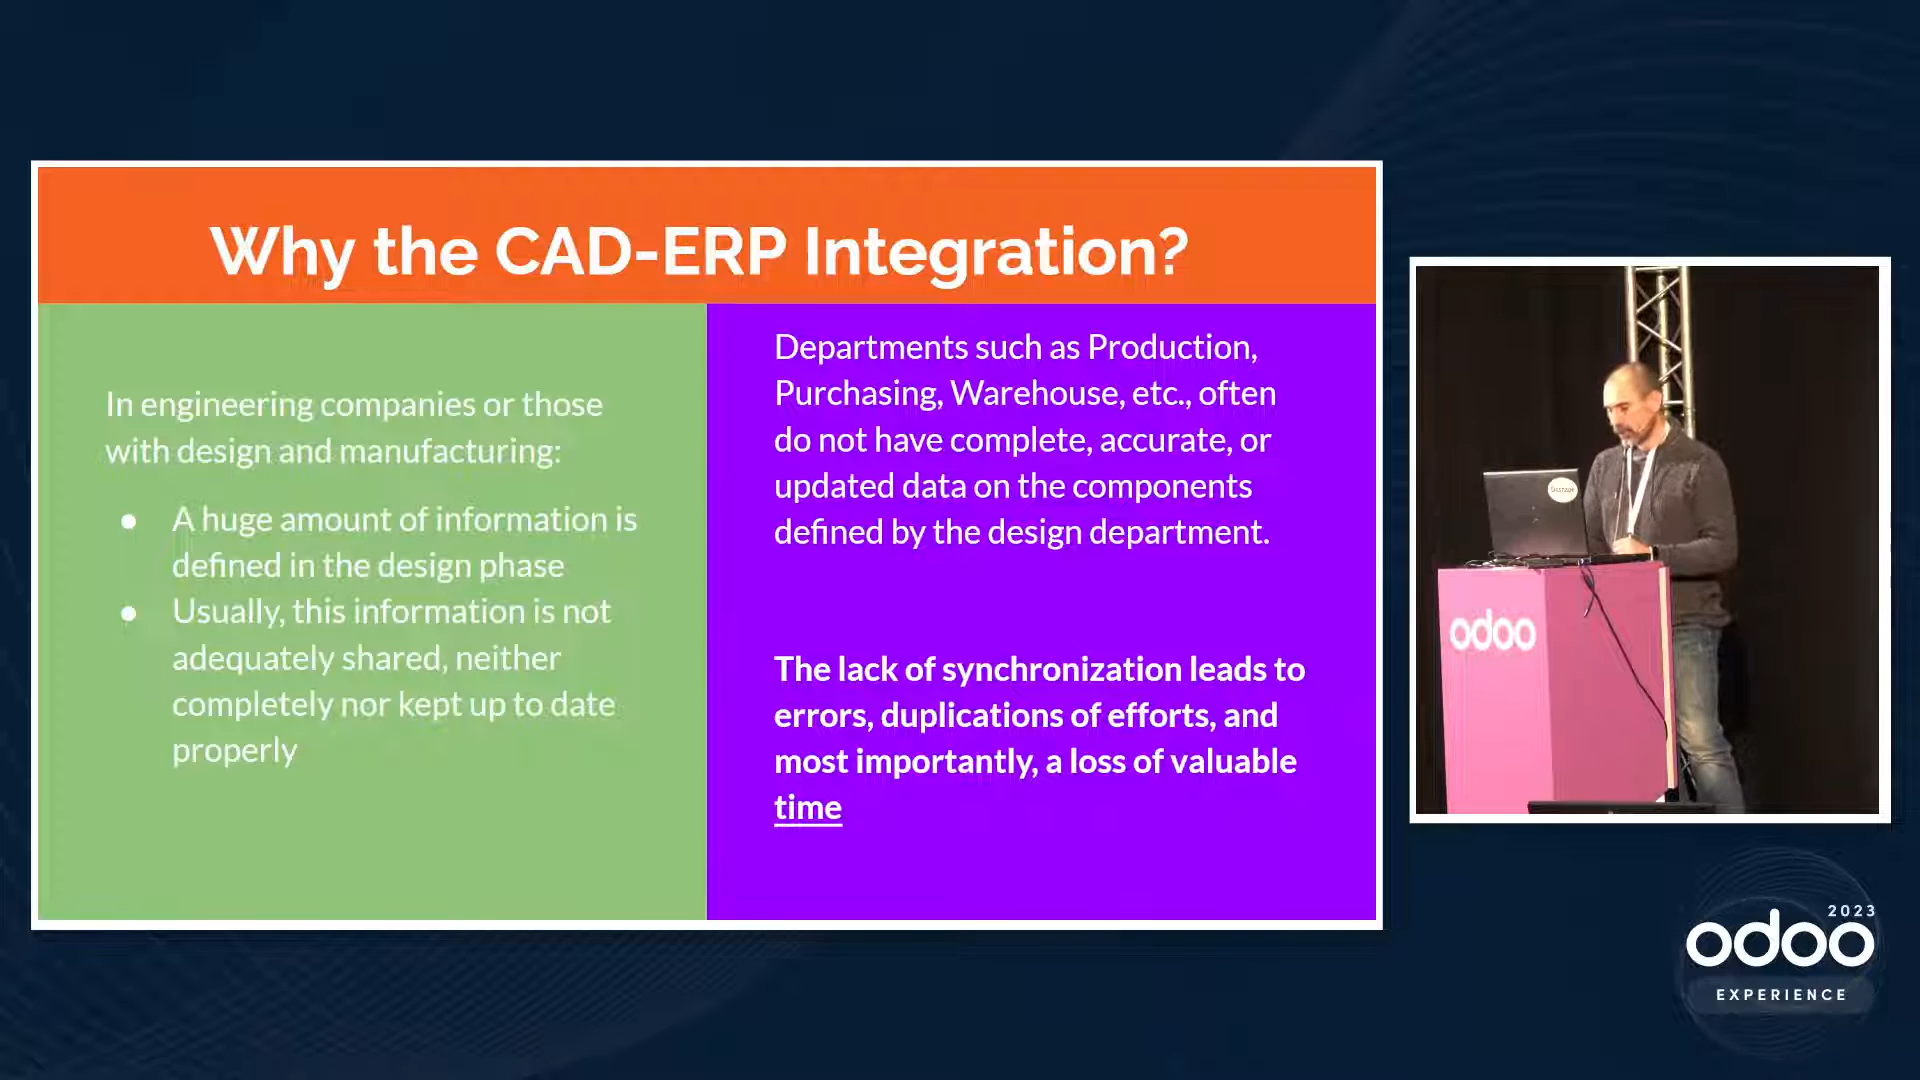 Why the CAD-ERP Integration?
In engineering companies or those
with design and manufacturing:
● A huge amount of information is
defined in the design phase
● Usually, this information is not
adequately shared, neither
completely nor kept up to date
properly
Departments such as Production,
Purchasing, Warehouse, etc., often
do not have complete, accurate, or
updated data on the components
defined by the design department.
The lack of synchronization leads to
errors, duplications of efforts, and
most importantly, a loss of valuable
time
odoo
2023
odoo
EXPERIENCE